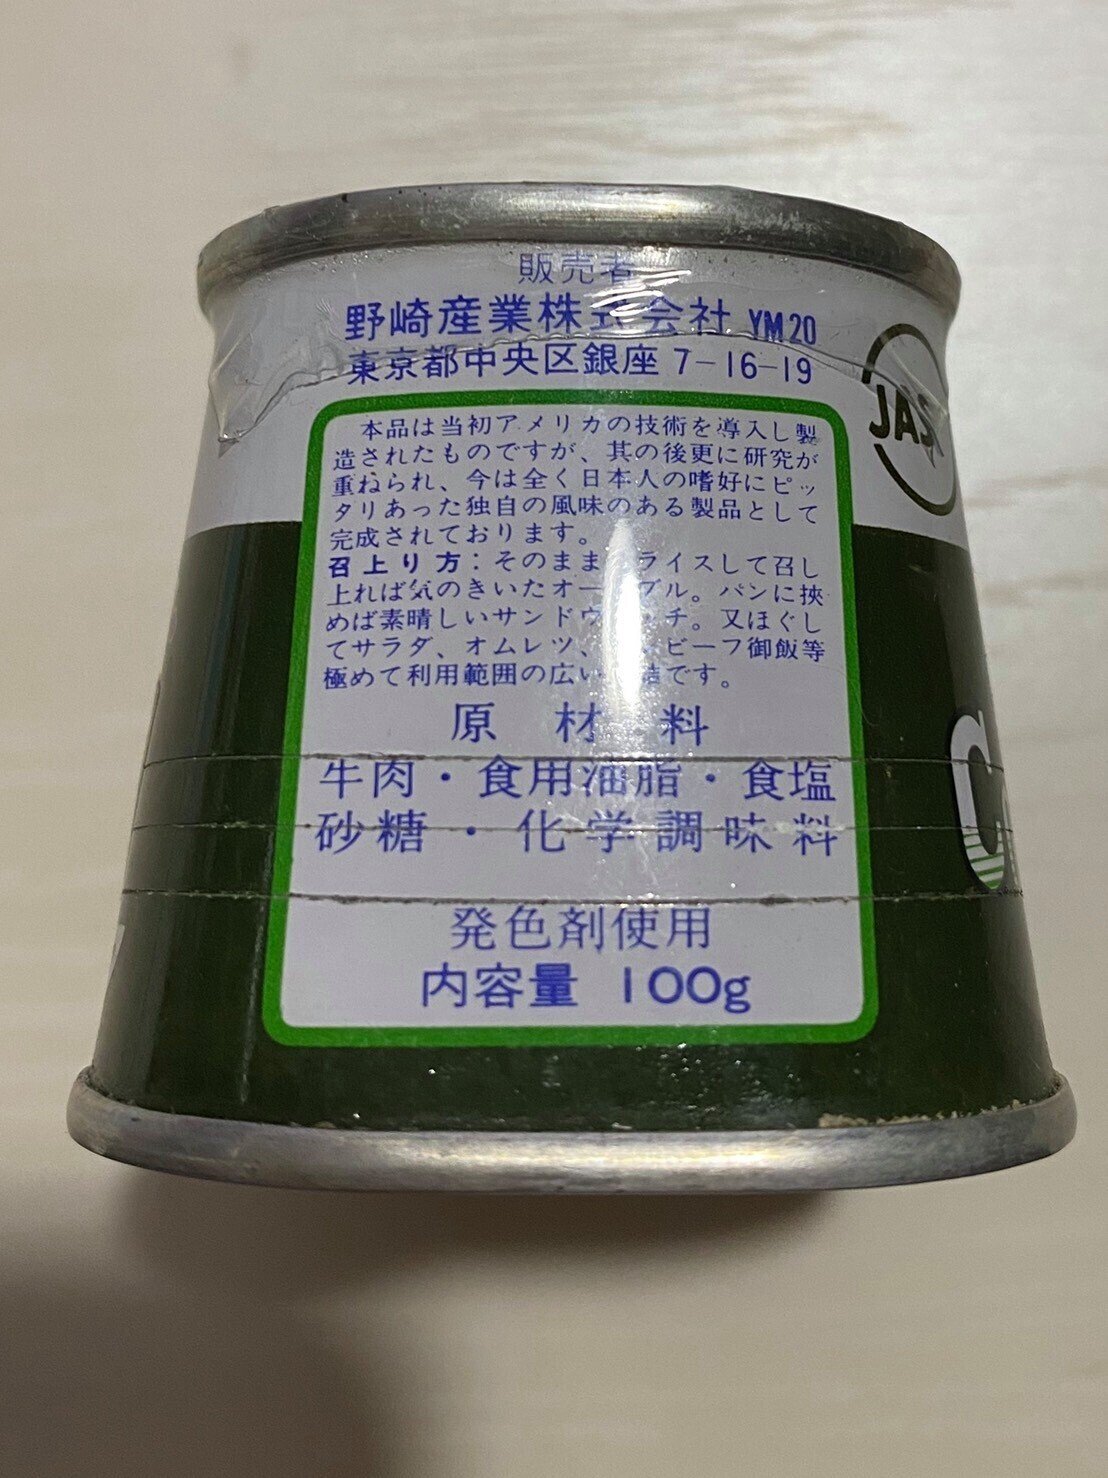 販売者
野崎産業株式会社 YM20
東京都中央区銀座7-16-19
JAS
本品は当初アメリカの技術を導入し製
造されたものですが、其の後更に研究が
重ねられ、今は全く日本人の嗜好にピッ
タリあった独自の風味のある製品として
完成されております。
召上り方：そのまま ライスして召し
上れば気のきいたオー ブル。パンに挾
めば素晴しいサンドウ ッチ。又ほぐし
てサラダ、オムレツ、 ビーフ御飯等
極めて利用範囲の広い 詰です。
原材料
牛肉・食用油脂・食塩
砂糖・化学調味料
発色剤使用
内容量 100g